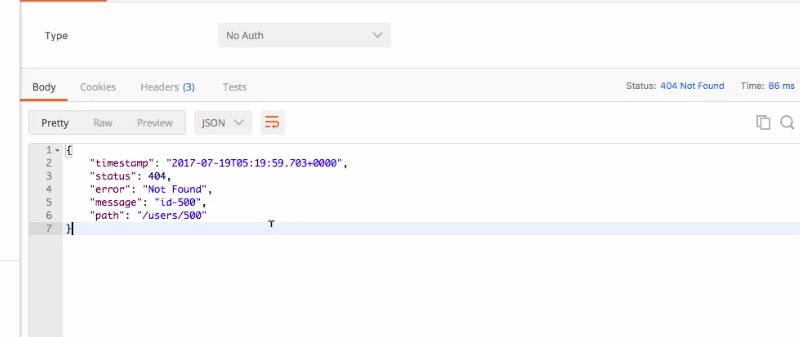 Type No Auth
Body Cookies Headers (3) Tests Status: 404 Not Found Time: 86 ms
Pretty Raw Preview JSON
1 {
2 "timestamp": "2017-07-19T05:19:59.703+0000",
3 "status": 404,
4 "error": "Not Found",
5 "message": "id-500",
6 "path": "/users/500"
7 }